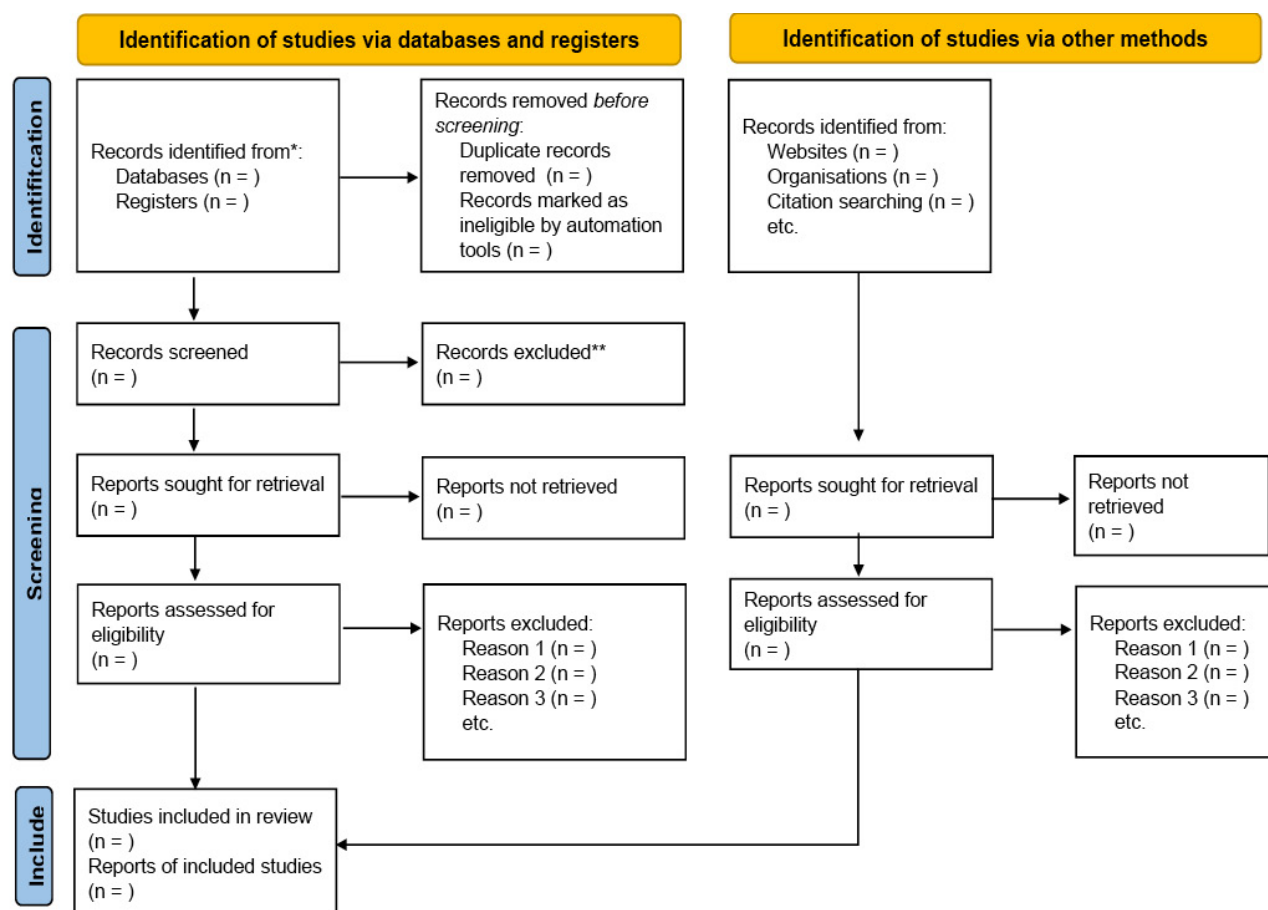 Identification of studies via databases and registers
Identification of studies via other methods
Identifitcation
Records identified from*:
Databases (n = )
Registers (n = )
Records removed before
screening:
Duplicate records
removed (n = )
Records marked as
ineligible by automation
tools (n = )
Records identified from:
Websites (n = )
Organisations (n = )
Citation searching (n = )
etc.
Screening
Records screened
(n = )
Records excluded**
(n = )
Reports sought for retrieval
(n = )
Reports not retrieved
(n = )
Reports sought for retrieval
(n = )
Reports not
retrieved
(n = )
Reports assessed for
eligibility
(n = )
Reports excluded:
Reason 1 (n = )
Reason 2 (n = )
Reason 3 (n = )
etc.
Reports assessed for
eligibility
(n = )
Reports excluded:
Reason 1 (n = )
Reason 2 (n = )
Reason 3 (n = )
etc.
Include
Studies included in review
(n = )
Reports of included studies
(n = )